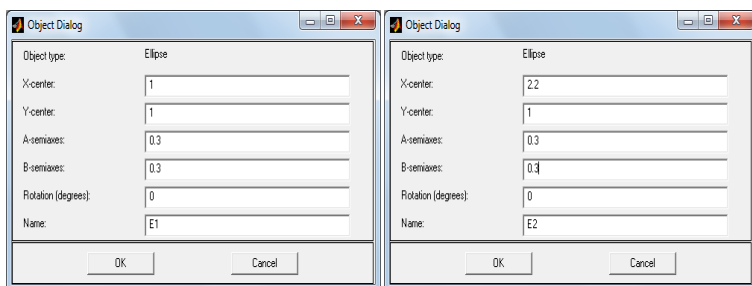 Object Dialog
Object type: Ellipse
X-center: 1
Y-center: 1
A-semiaxes: 0.3
B-semiaxes: 0.3
Rotation (degrees): 0
Name: E1
OK Cancel
Object Dialog
Object type: Ellipse
X-center: 2.2
Y-center: 1
A-semiaxes: 0.3
B-semiaxes: 0.3
Rotation (degrees): 0
Name: E2
OK Cancel